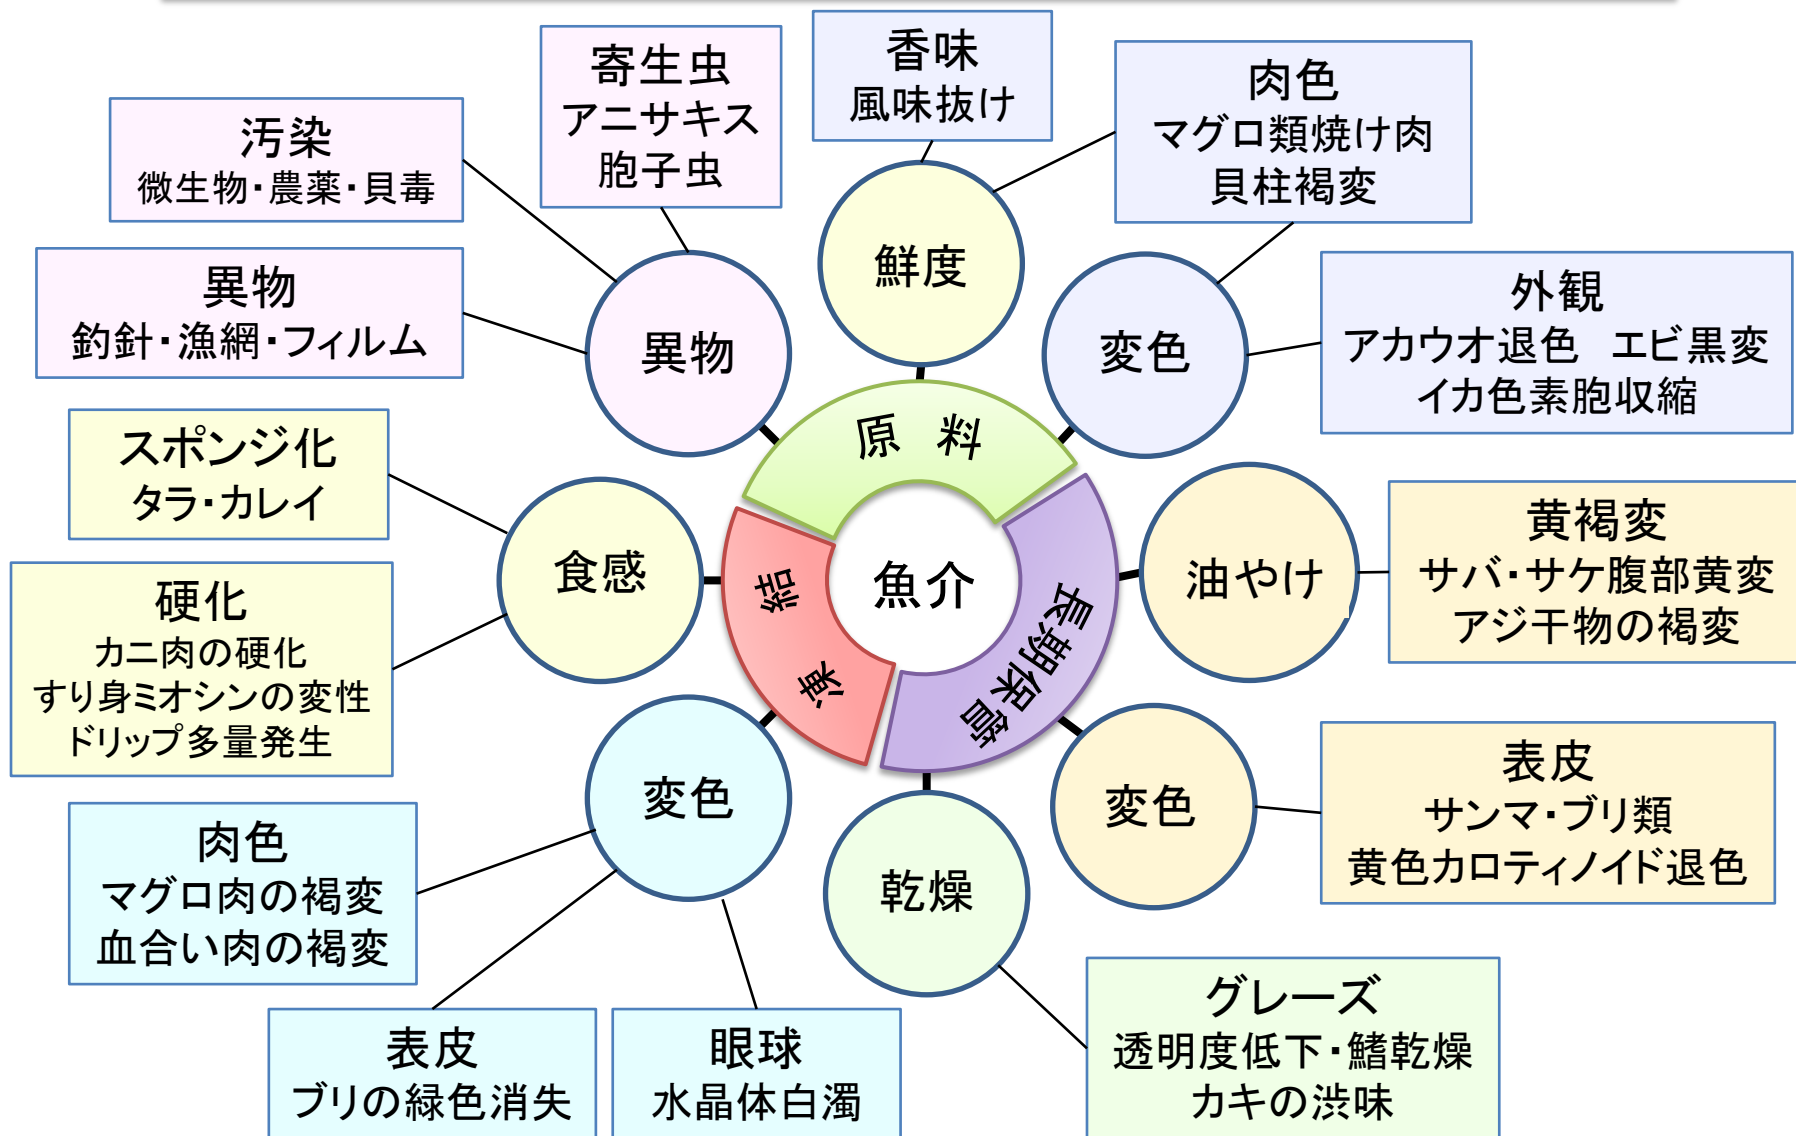 香味
風味抜け
肉色
マグロ類焼け肉
貝柱褐変
寄生虫
アニサキス
胞子虫
汚染
微生物・農薬・貝毒
異物
釣針・漁網・フィルム
鮮度
異物
変色
外観
アカウオ退色　エビ黒変
イカ色素胞収縮
原　料
スポンジ化
タラ・カレイ
食感
凍　結
魚介
長期保管
油やけ
黄褐変
サバ・サケ腹部黄変
アジ干物の褐変
硬化
カニ肉の硬化
すり身ミオシンの変性
ドリップ多量発生
変色
乾燥
変色
表皮
サンマ・ブリ類
黄色カロティノイド退色
肉色
マグロ肉の褐変
血合い肉の褐変
表皮
ブリの緑色消失
眼球
水晶体白濁
グレーズ
透明度低下・鰭乾燥
カキの渋味